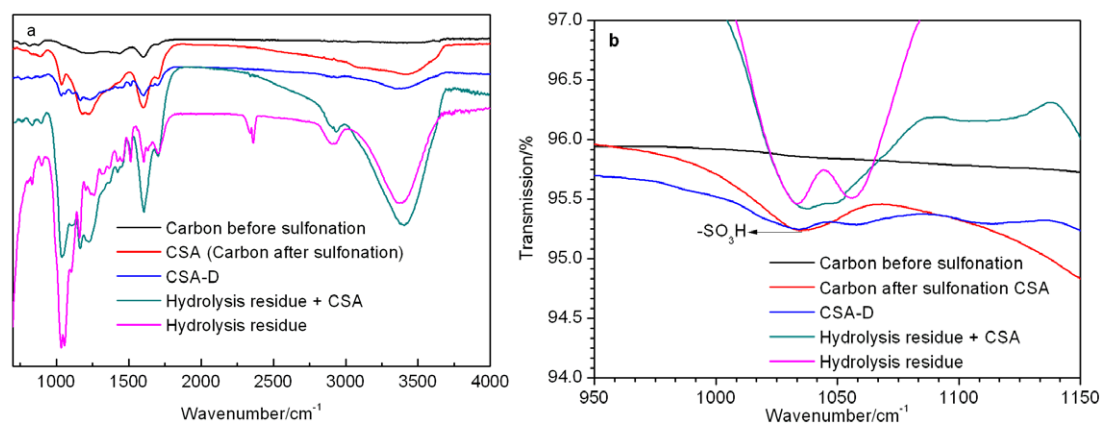 a
Carbon before sulfonation
CSA (Carbon after sulfonation)
CSA-D
Hydrolysis residue + CSA
Hydrolysis residue
1000 1500 2000 2500 3000 3500 4000
Wavenumber/cm⁻¹
97.0
b
96.5
96.0
95.5
95.0
94.5
94.0
Transmission/%
-SO₃H
Carbon before sulfonation
Carbon after sulfonation CSA
CSA-D
Hydrolysis residue + CSA
Hydrolysis residue
950 1000 1050 1100 1150
Wavenumber/cm⁻¹